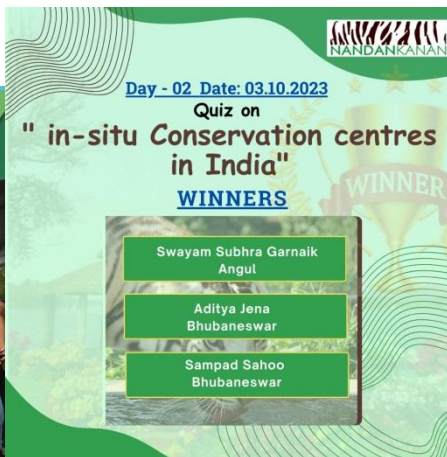 NANDANKANAN
Day - 02 Date: 03.10.2023
Quiz on
" in-situ Conservation centres
in India"
WINNERS
WINNER
Swayam Subhra Garnaik
Angul
Aditya Jena
Bhubaneswar
Sampad Sahoo
Bhubaneswar